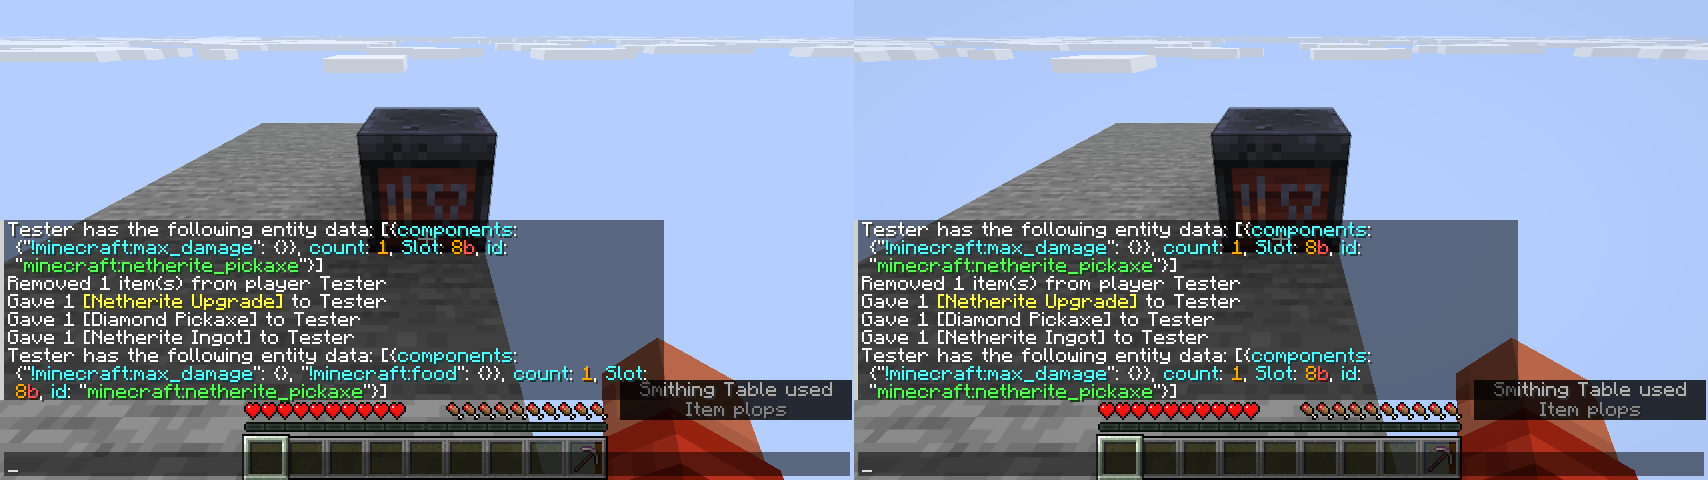 Tester has the following entity data: [{components:
{"!minecraft:max_damage": {}}, count: 1, Slot: 8b, id:
"minecraft:netherite_pickaxe"}]
Removed 1 item(s) from player Tester
Gave 1 [Netherite Upgrade] to Tester
Gave 1 [Diamond Pickaxe] to Tester
Gave 1 [Netherite Ingot] to Tester
Tester has the following entity data: [{components:
{"!minecraft:max_damage": {}, "!minecraft:food": {}}, count: 1, Slot:
8b, id: "minecraft:netherite_pickaxe"}]
Smithing Table used
Item plops
_
Tester has the following entity data: [{components:
{"!minecraft:max_damage": {}}, count: 1, Slot: 8b, id:
"minecraft:netherite_pickaxe"}]
Removed 1 item(s) from player Tester
Gave 1 [Netherite Upgrade] to Tester
Gave 1 [Diamond Pickaxe] to Tester
Gave 1 [Netherite Ingot] to Tester
Tester has the following entity data: [{components:
{"!minecraft:max_damage": {}}, count: 1, Slot: 8b, id:
"minecraft:netherite_pickaxe"}]
Smithing Table used
Item plops
_